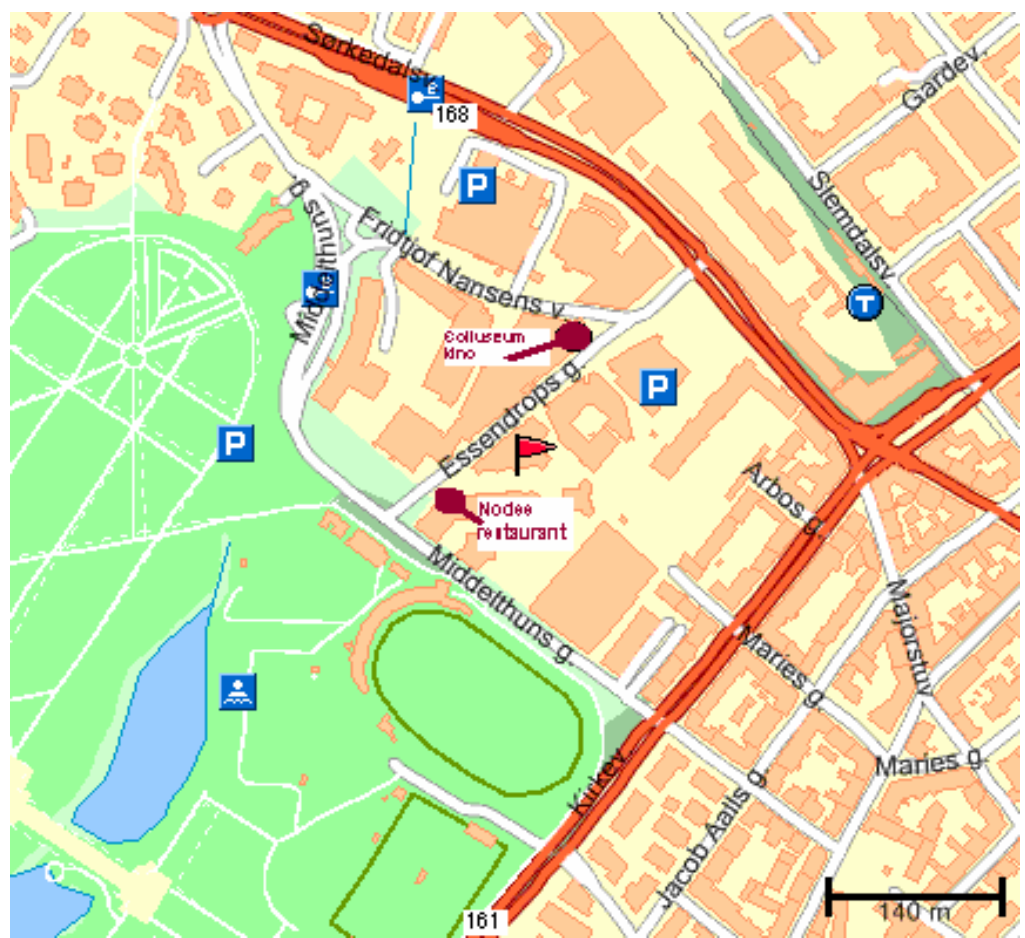 Sørkedalsv
e
168
Gardev.
P
Slemdalsv
Middelthuns g
Fridtjof Nansens v.
T
Colluseum
kino
P
Essendrops g.
P
Arbos g.
Nodee
restaurant
Middelthuns g.
Majorstuv
Maries g
Maries g.
Kirkev
Jacob Aalls g.
140 m
161